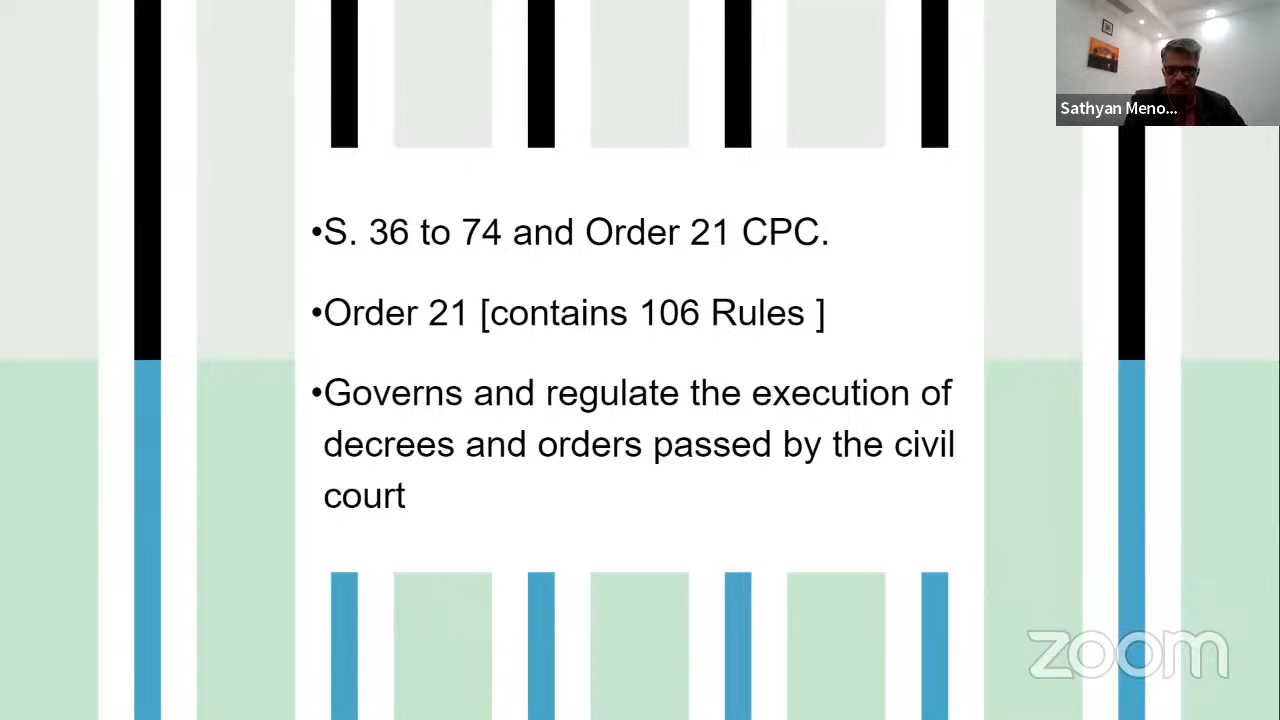 Sathyan Meno...
•S. 36 to 74 and Order 21 CPC.
•Order 21 [contains 106 Rules ]
•Governs and regulate the execution of
decrees and orders passed by the civil
court
zoom